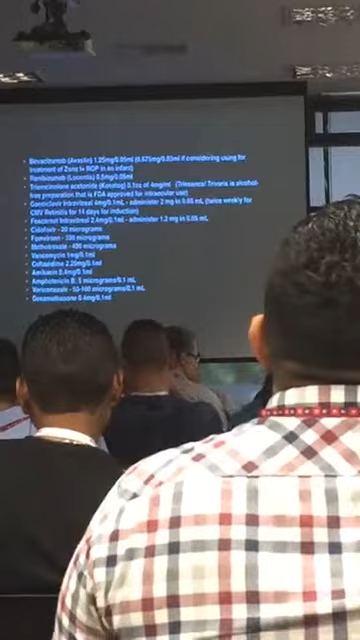 • Bevacizumab (Avastin) 1.25mg/0.05ml (0.675mg/0.03ml if considering using for
treatment of Zone I ROP in an infant)
• Ranibizumab (Lucentis) 0.5mg/0.05ml
• Triamcinolone acetonide (Kenalog) 0.1cc of 4mg/ml (Triesence/ Trivaris is alcohol-
free preparation that is FDA approved for intraocular use)
• Ganciclovir Intravitreal 4mg/0.1mL - administer 2 mg in 0.05 mL (twice weekly for
CMV Retinitis for 14 days for induction)
• Foscarnet Intravitreal 2.4mg/0.1ml - administer 1.2 mg in 0.05 mL
• Cidofovir - 20 micrograms
• Fomivirsen - 330 micrograms
• Methotrexate - 400 micrograms
• Vancomycin 1mg/0.1ml
• Ceftazidime 2.25mg/0.1ml
• Amikacin 0.4mg/0.1ml
• Amphotericin B: 5 micrograms/0.1 mL
• Voriconazole - 50-100 micrograms/0.1 mL
• Dexamethasone 0.4mg/0.1ml